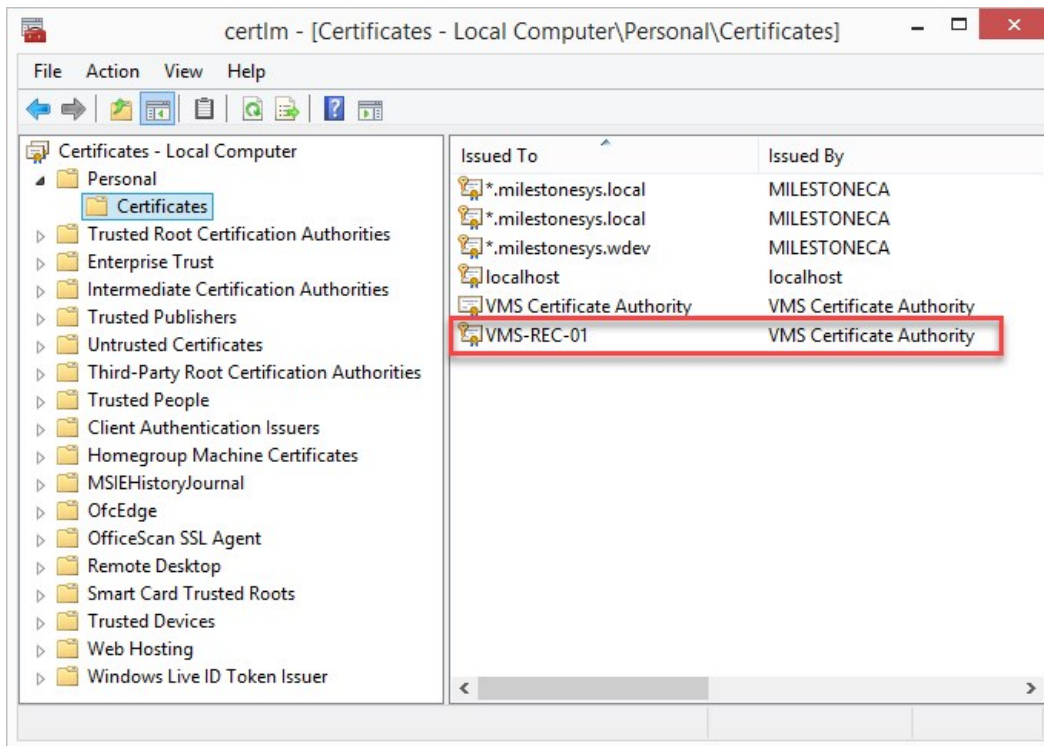 certlm - [Certificates - Local Computer\Personal\Certificates]
File Action View Help
Certificates - Local Computer
Personal
Certificates
Trusted Root Certification Authorities
Enterprise Trust
Intermediate Certification Authorities
Trusted Publishers
Untrusted Certificates
Third-Party Root Certification Authorities
Trusted People
Client Authentication Issuers
Homegroup Machine Certificates
MSIEHistoryJournal
OfcEdge
OfficeScan SSL Agent
Remote Desktop
Smart Card Trusted Roots
Trusted Devices
Web Hosting
Windows Live ID Token Issuer
Issued To Issued By
*.milestonesys.local MILESTONECA
*.milestonesys.local MILESTONECA
*.milestonesys.wdev MILESTONECA
localhost localhost
VMS Certificate Authority VMS Certificate Authority
VMS-REC-01 VMS Certificate Authority